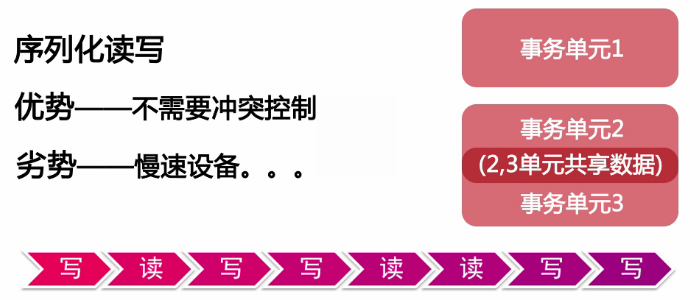 序列化读写
优势——不需要冲突控制
劣势——慢速设备。。。
事务单元1
事务单元2
(2,3单元共享数据)
事务单元3
写 读 写 写 读 读 写 写